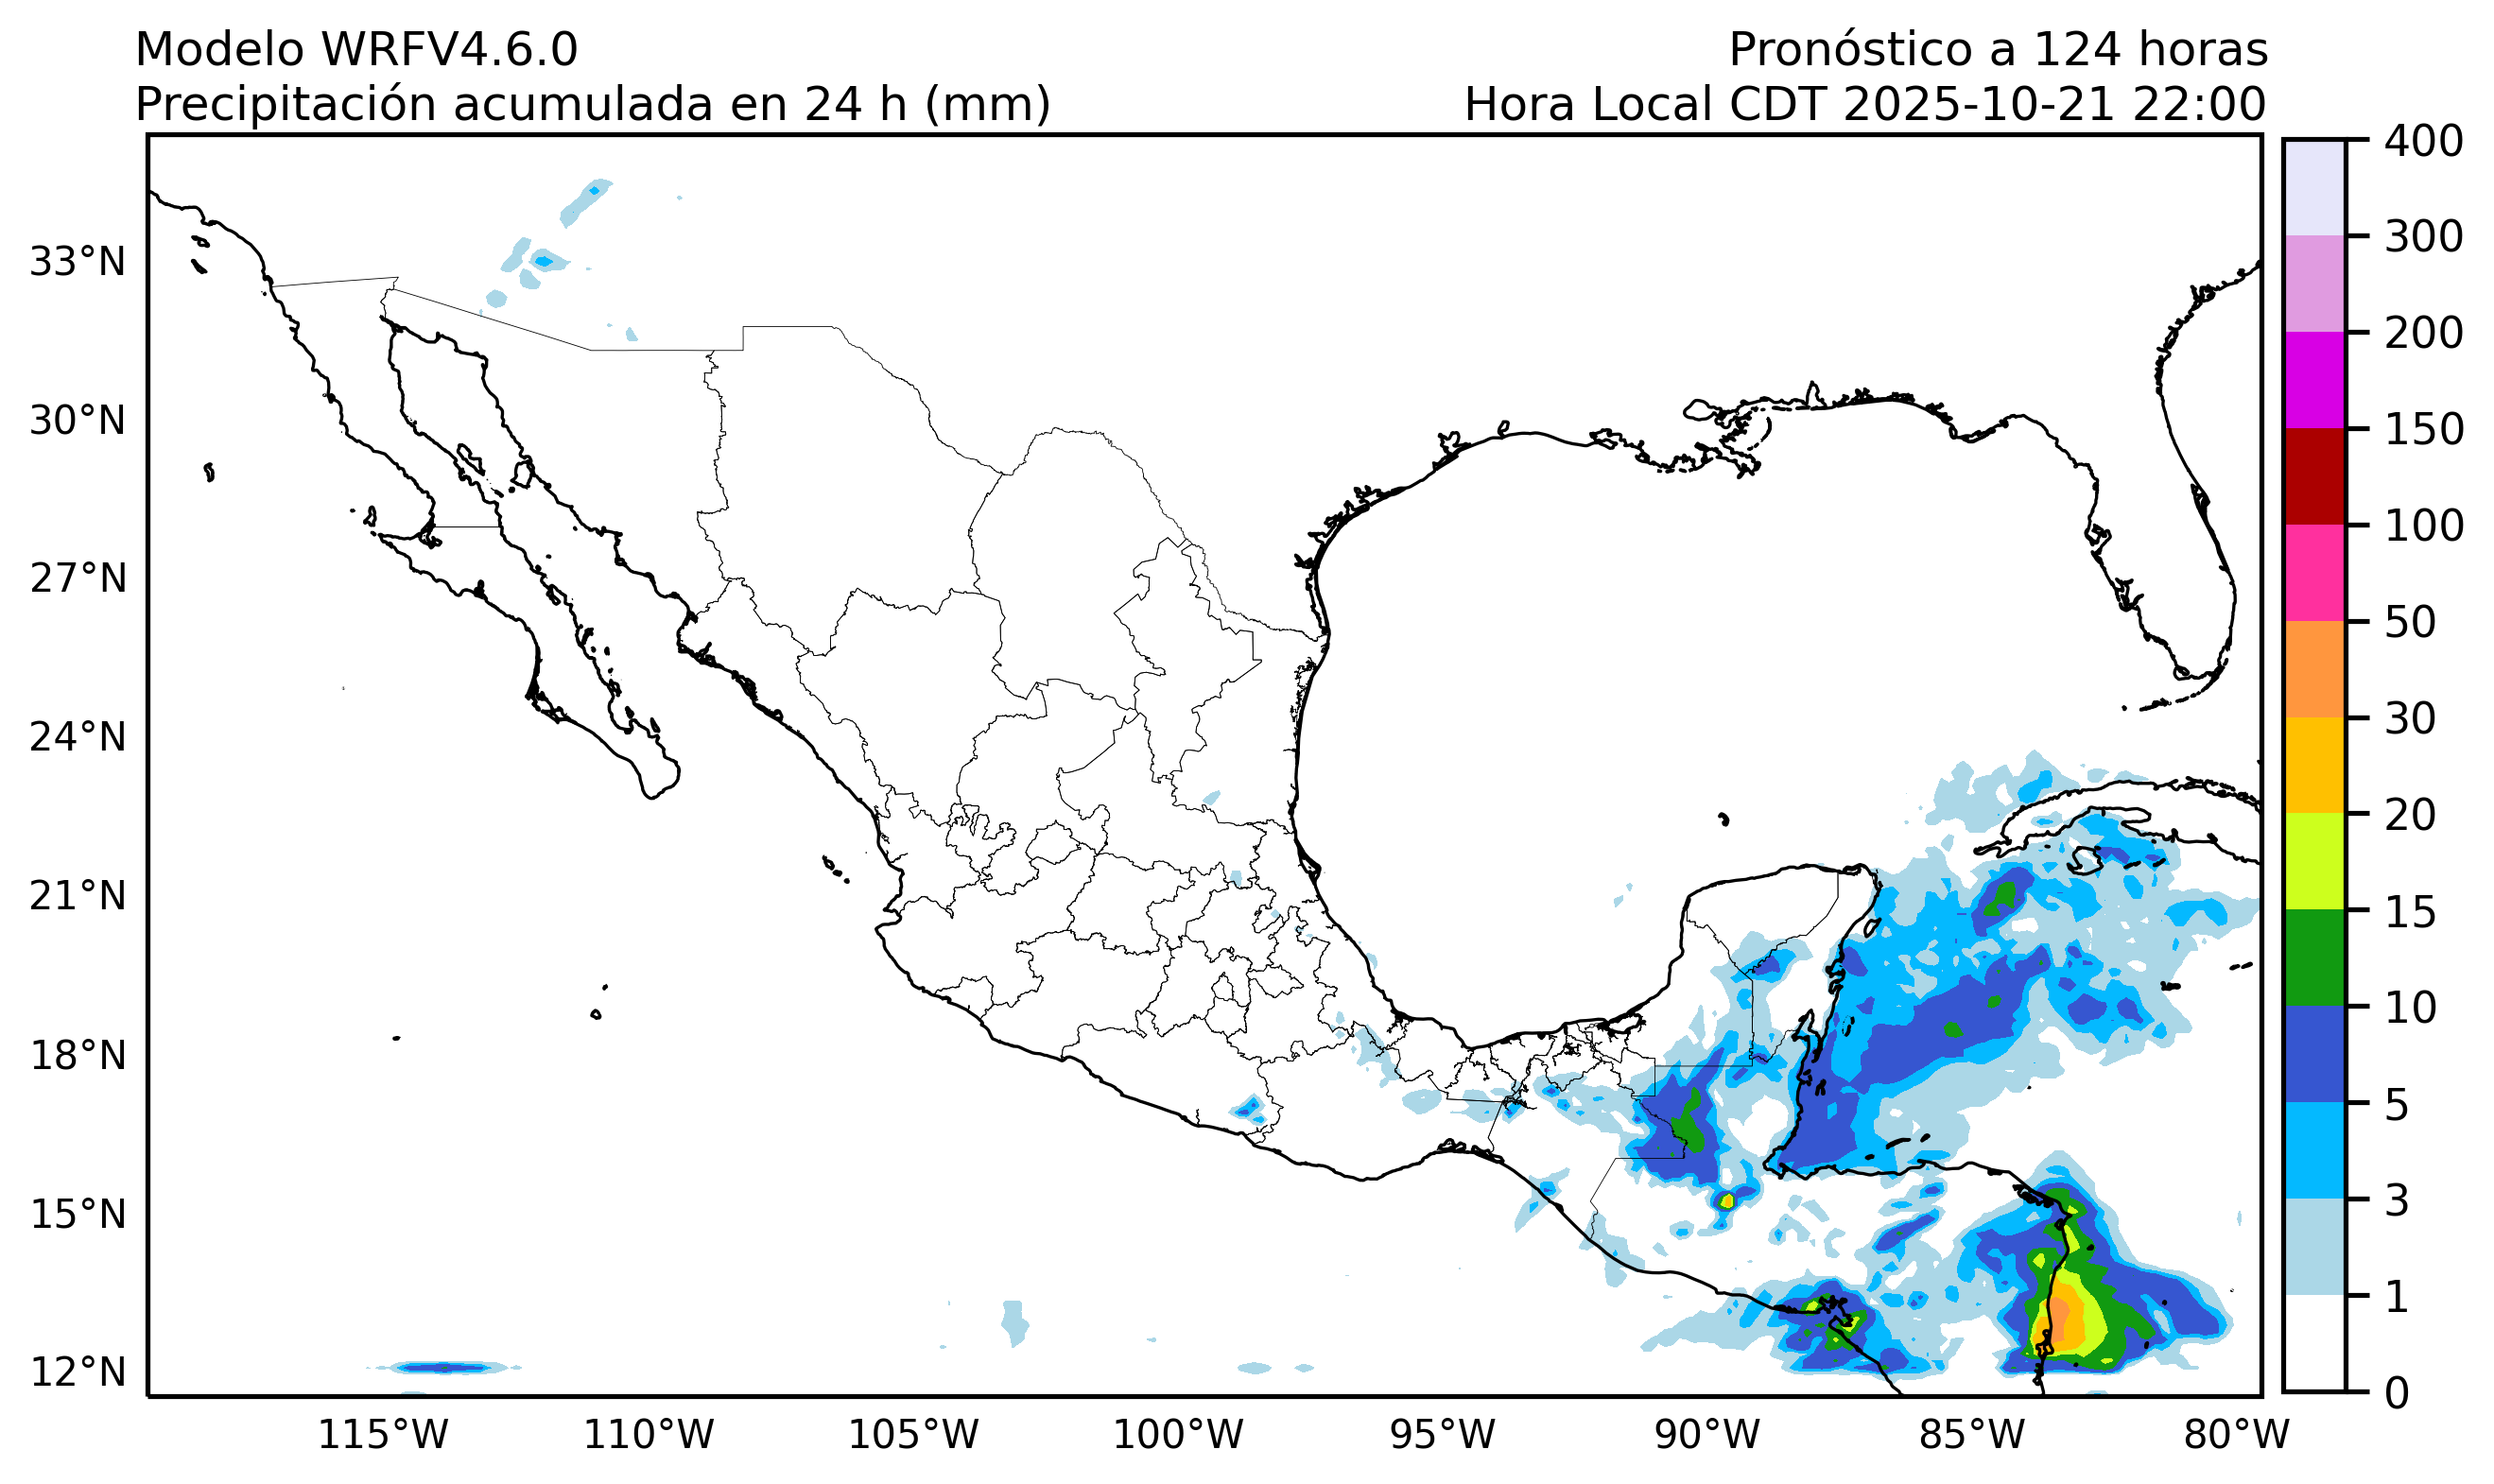 Modelo WRFV4.6.0
Pronóstico a 124 horas
Precipitación acumulada en 24 h (mm)
Hora Local CDT 2025-10-21 22:00
33°N
30°N
27°N
24°N
21°N
18°N
15°N
12°N
115°W
110°W
105°W
100°W
95°W
90°W
85°W
80°W
400
300
200
150
100
50
30
20
15
10
5
3
1
0